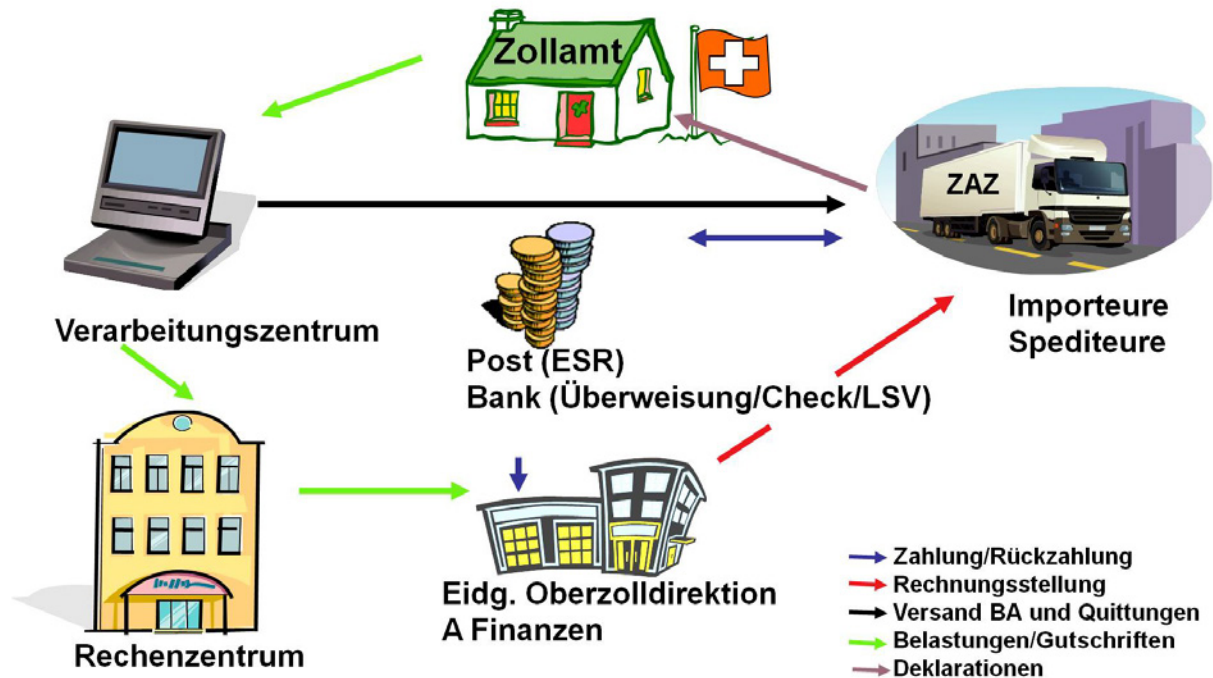 Zollamt
ZAZ
Verarbeitungszentrum
Importeure
Spediteure
Post (ESR)
Bank (Überweisung/Check/LSV)
Rechenzentrum
Eidg. Oberzolldirektion
A Finanzen
Zahlung/Rückzahlung
Rechnungsstellung
Versand BA und Quittungen
Belastungen/Gutschriften
Deklarationen